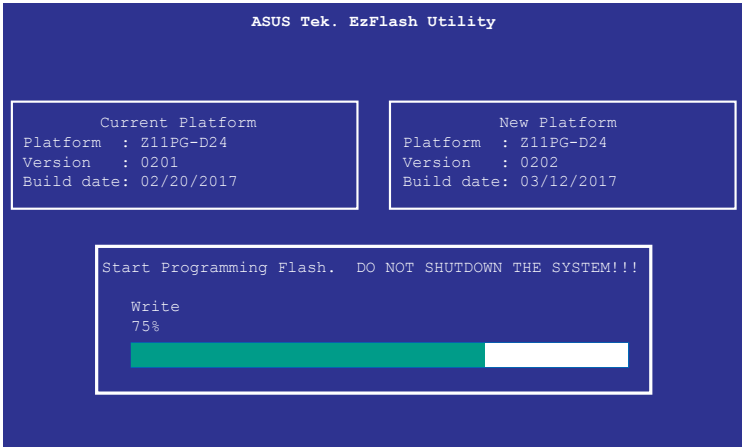 ASUS Tek. EzFlash Utility
Current Platform
Platform : Z11PG-D24
Version : 0201
Build date: 02/20/2017
New Platform
Platform : Z11PG-D24
Version : 0202
Build date: 03/12/2017
Start Programming Flash. DO NOT SHUTDOWN THE SYSTEM!!!
Write
75%